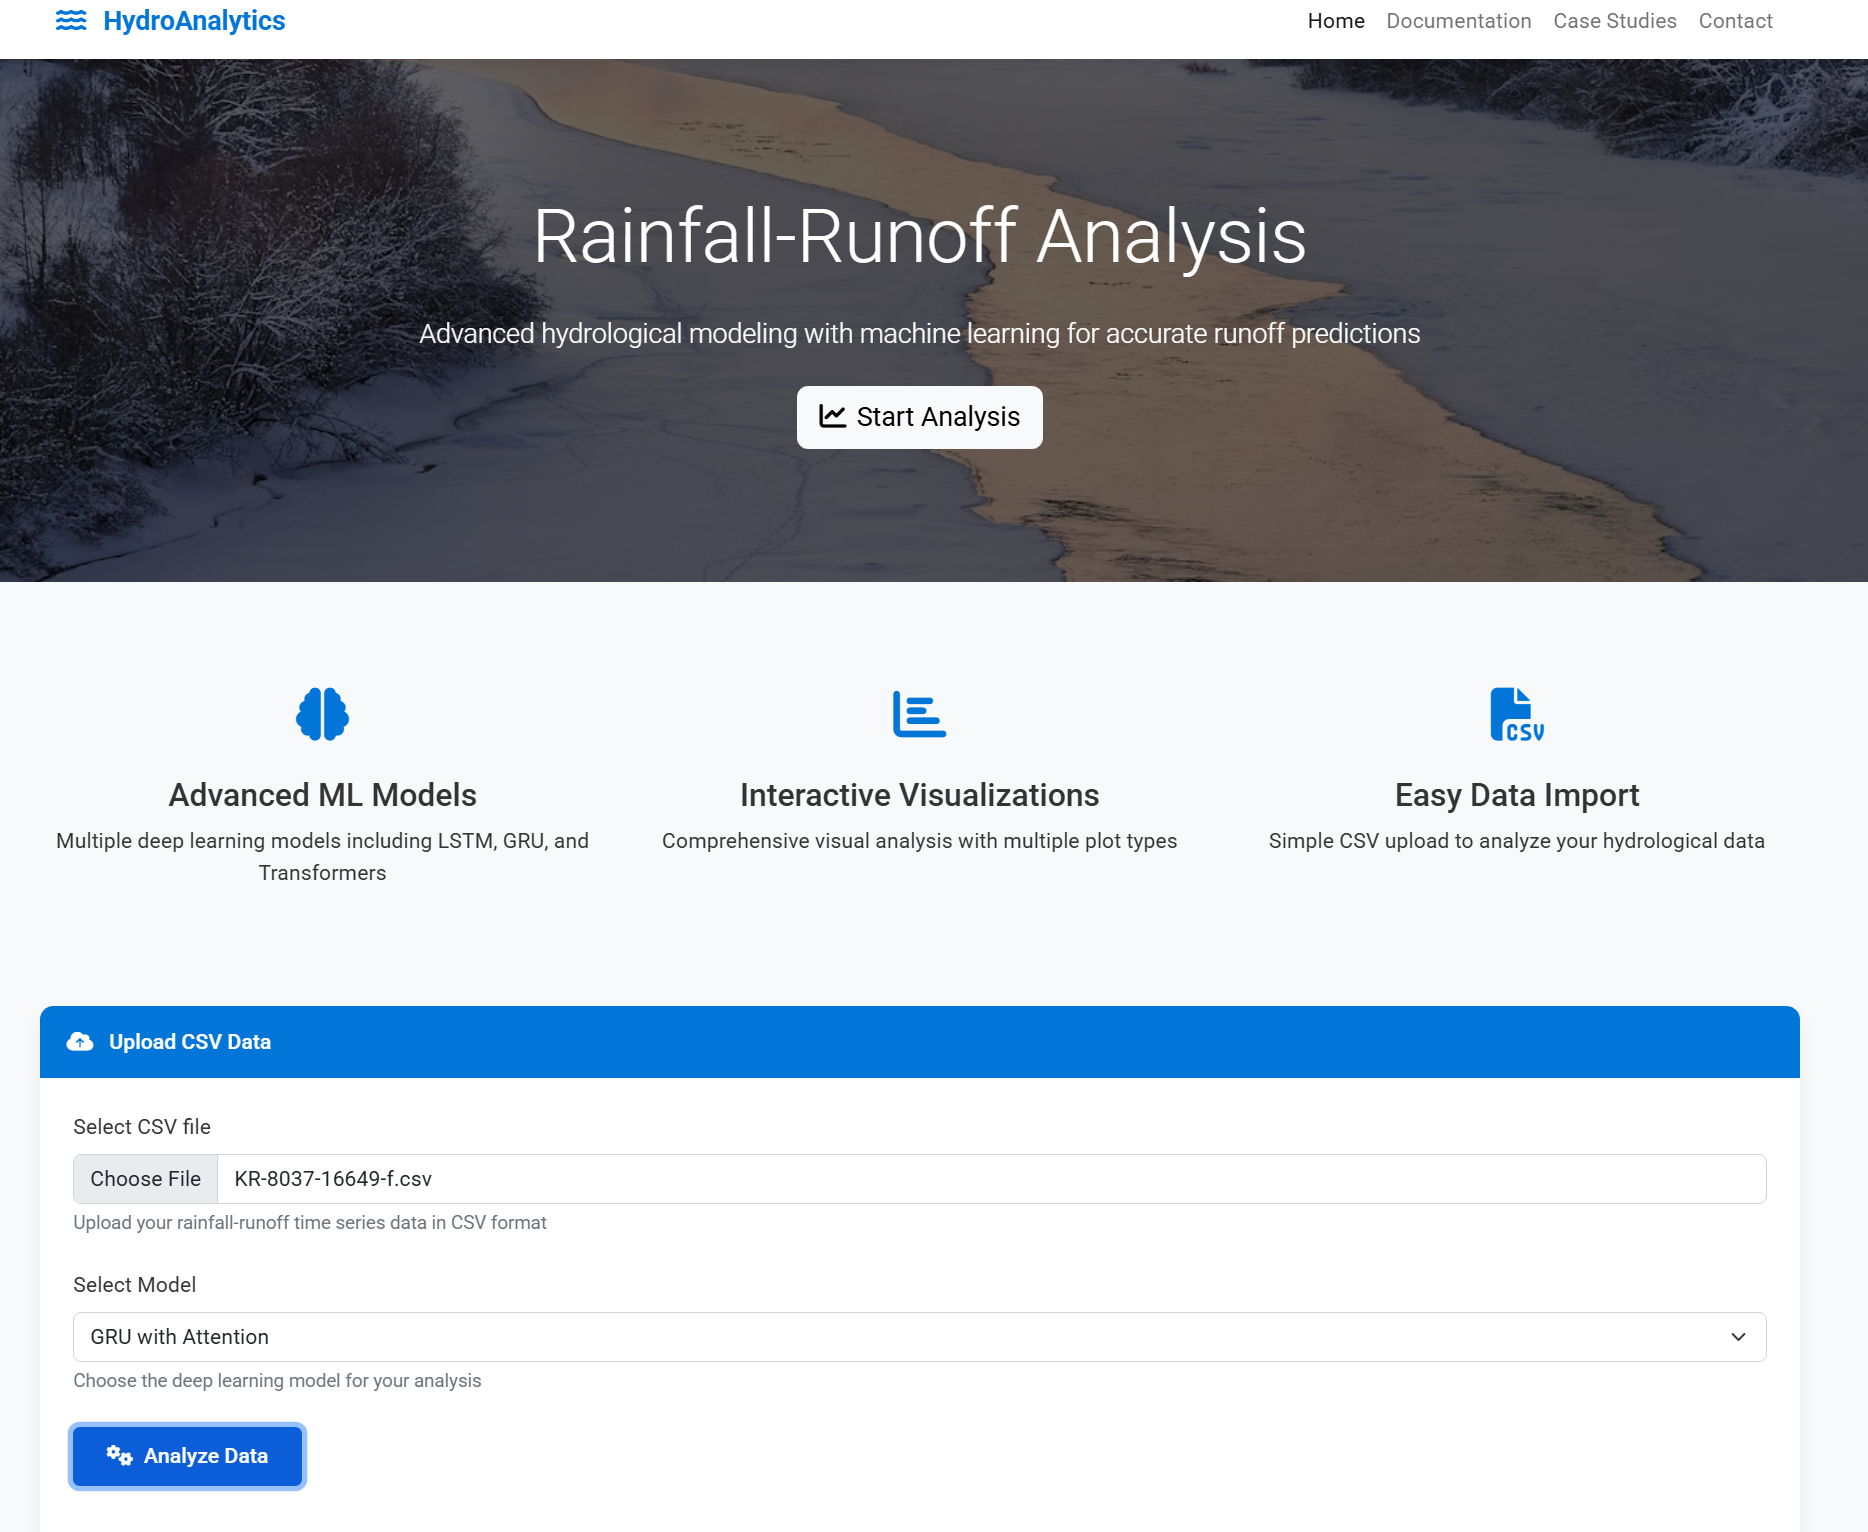 HydroAnalytics
Home Documentation Case Studies Contact
Rainfall-Runoff Analysis
Advanced hydrological modeling with machine learning for accurate runoff predictions
Start Analysis
Advanced ML Models
Multiple deep learning models including LSTM, GRU, and
Transformers
Interactive Visualizations
Comprehensive visual analysis with multiple plot types
CSV
Easy Data Import
Simple CSV upload to analyze your hydrological data
Upload CSV Data
Select CSV file
Choose File KR-8037-16649-f.csv
Upload your rainfall-runoff time series data in CSV format
Select Model
GRU with Attention
Choose the deep learning model for your analysis
Analyze Data